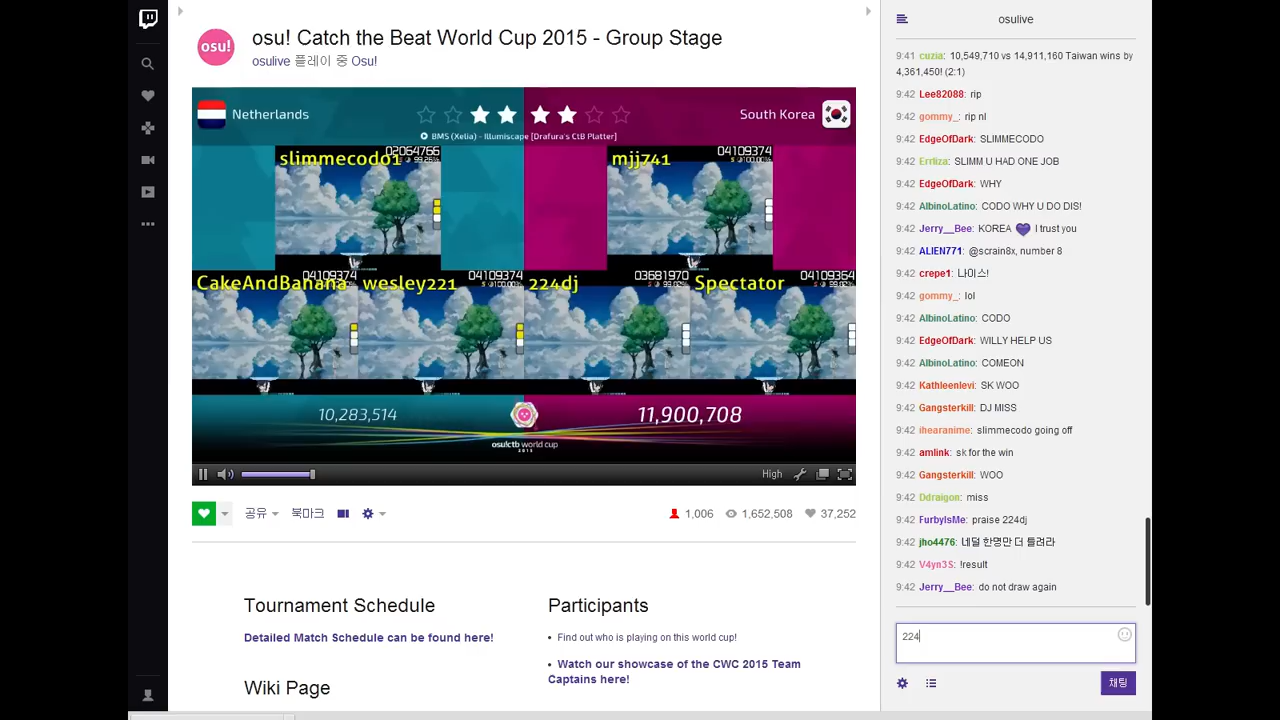 osu!
osu! Catch the Beat World Cup 2015 - Group Stage
osulive 플레이 중 Osu!
Netherlands
South Korea
BMS (Xelia) - Illumiscape [Drafura's CtB Platter]
slimmecodo1
02064766
99.26%
mjj741
04109374
100.00%
CakeAndBanana
04109374
wesley221
04109374
100.00%
224dj
03681970
99.82%
Spectator
04109364
10,283,514
11,900,708
osu!ctb world cup
2015
High
공유
북마크
1,006
1,652,508
37,252
Tournament Schedule
Detailed Match Schedule can be found here!
Wiki Page
Participants
• Find out who is playing on this world cup!
• Watch our showcase of the CWC 2015 Team
Captains here!
osulive
9:41 cuzia: 10,549,710 vs 14,911,160 Taiwan wins by
4,361,450! (2:1)
9:42 Lee82088: rip
9:42 gommy_: rip nl
9:42 EdgeOfDark: SLIMMECODO
9:42 Errliza: SLIMM U HAD ONE JOB
9:42 EdgeOfDark: WHY
9:42 AlbinoLatino: CODO WHY U DO DIS!
9:42 Jerry__Bee: KOREA I trust you
9:42 ALIEN771: @scrain8x, number 8
9:42 crepe1: 나이스!
9:42 gommy_: lol
9:42 AlbinoLatino: CODO
9:42 EdgeOfDark: WILLY HELP US
9:42 AlbinoLatino: COMEON
9:42 Kathleenlevi: SK WOO
9:42 Gangsterkill: DJ MISS
9:42 ihearanime: slimmecodo going off
9:42 amlink: sk for the win
9:42 Gangsterkill: WOO
9:42 Ddraigon: miss
9:42 FurbyIsMe: praise 224dj
9:42 jho4476: 네덜 한명만 더 틀려라
9:42 V4yn3S: !result
9:42 Jerry__Bee: do not draw again
224
채팅